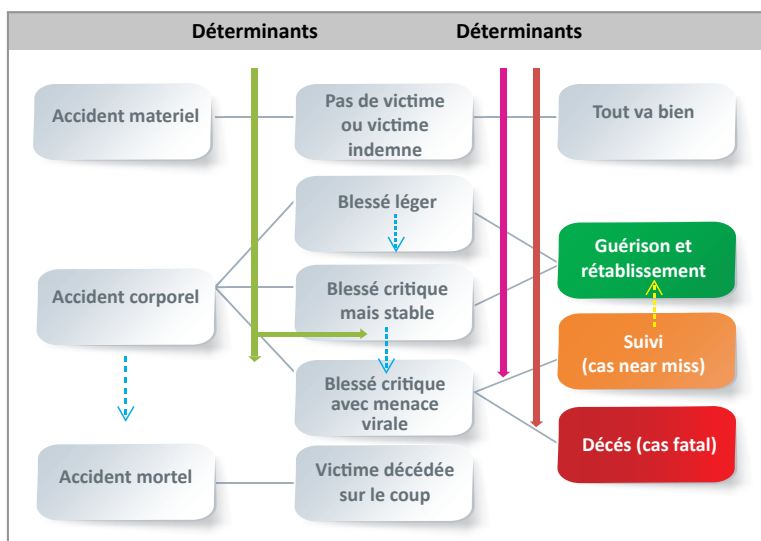 Déterminants
Déterminants
Accident materiel
Pas de victime
ou victime
indemne
Tout va bien
Blessé léger
Accident corporel
Blessé critique
mais stable
Guérison et
rétablissement
Blessé critique
avec menace
virale
Suivi
(cas near miss)
Décés (cas fatal)
Accident mortel
Victime décédée
sur le coup